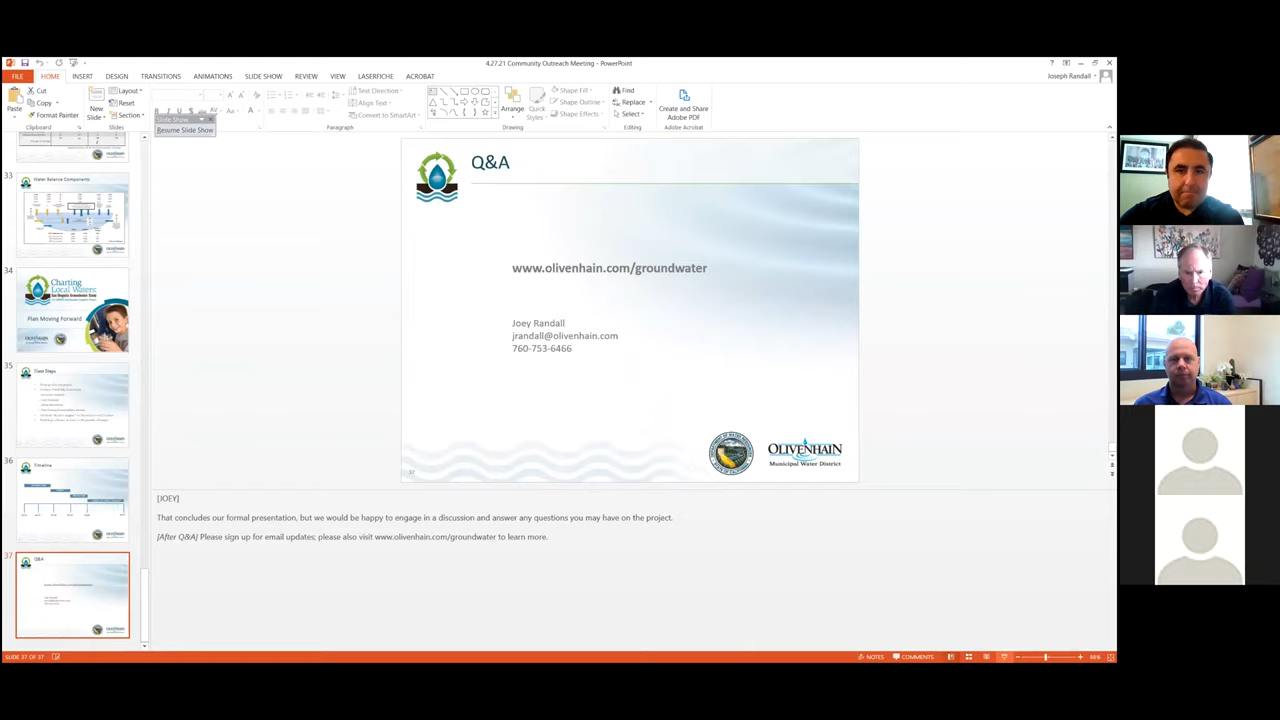 4.27.21 Community Outreach Meeting - PowerPoint
Joseph Randall
FILE HOME INSERT DESIGN TRANSITIONS ANIMATIONS SLIDE SHOW REVIEW VIEW LASERFICHE ACROBAT
Paste
Cut
Copy
Format Painter
Clipboard
New Slide
Layout
Reset
Section
Slides
Slide Show
Resume Slide Show
Text Direction
Align Text
Convert to SmartArt
Paragraph
Arrange
Quick Styles
Shape Fill
Shape Outline
Shape Effects
Drawing
Find
Replace
Select
Editing
Create and Share
Adobe PDF
Adobe Acrobat
33
Water Balance Components
34
Charting
Local Waters:
Plan Moving Forward
OLIVENHAIN
35
Next Steps
36
Timeline
37
Q&A
Q&A
www.olivenhain.com/groundwater
Joey Randall
jrandall@olivenhain.com
760-753-6466
37
OLIVENHAIN
Municipal Water District
[JOEY]
That concludes our formal presentation, but we would be happy to engage in a discussion and answer any questions you may have on the project.
[After Q&A] Please sign up for email updates; please also visit www.olivenhain.com/groundwater to learn more.
SLIDE 37 OF 37
NOTES
COMMENTS
88%